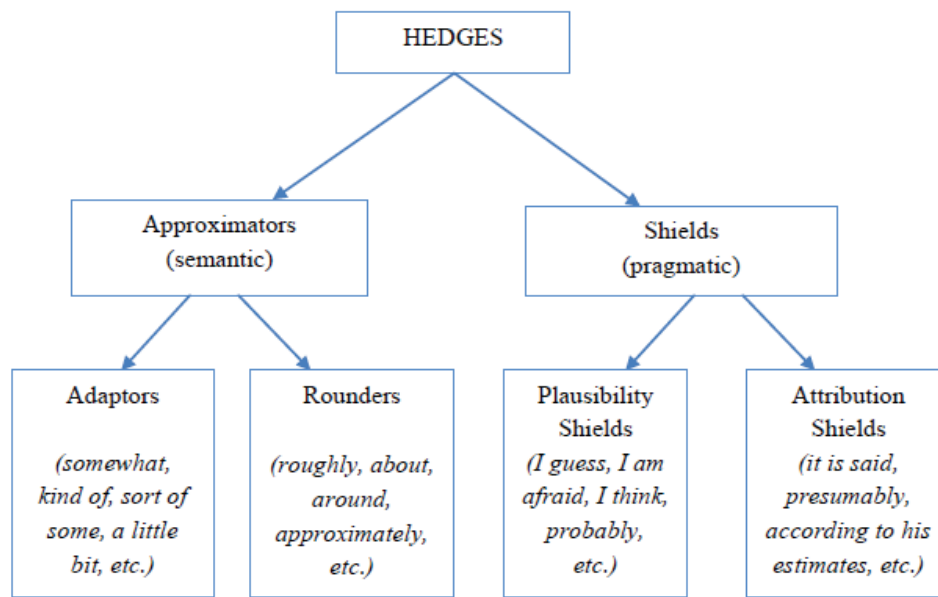 HEDGES
Approximators
(semantic)
Shields
(pragmatic)
Adaptors
(somewhat,
kind of, sort of
some, a little
bit, etc.)
Rounders
(roughly, about,
around,
approximately,
etc.)
Plausibility
Shields
(I guess, I am
afraid, I think,
probably,
etc.)
Attribution
Shields
(it is said,
presumably,
according to his
estimates, etc.)